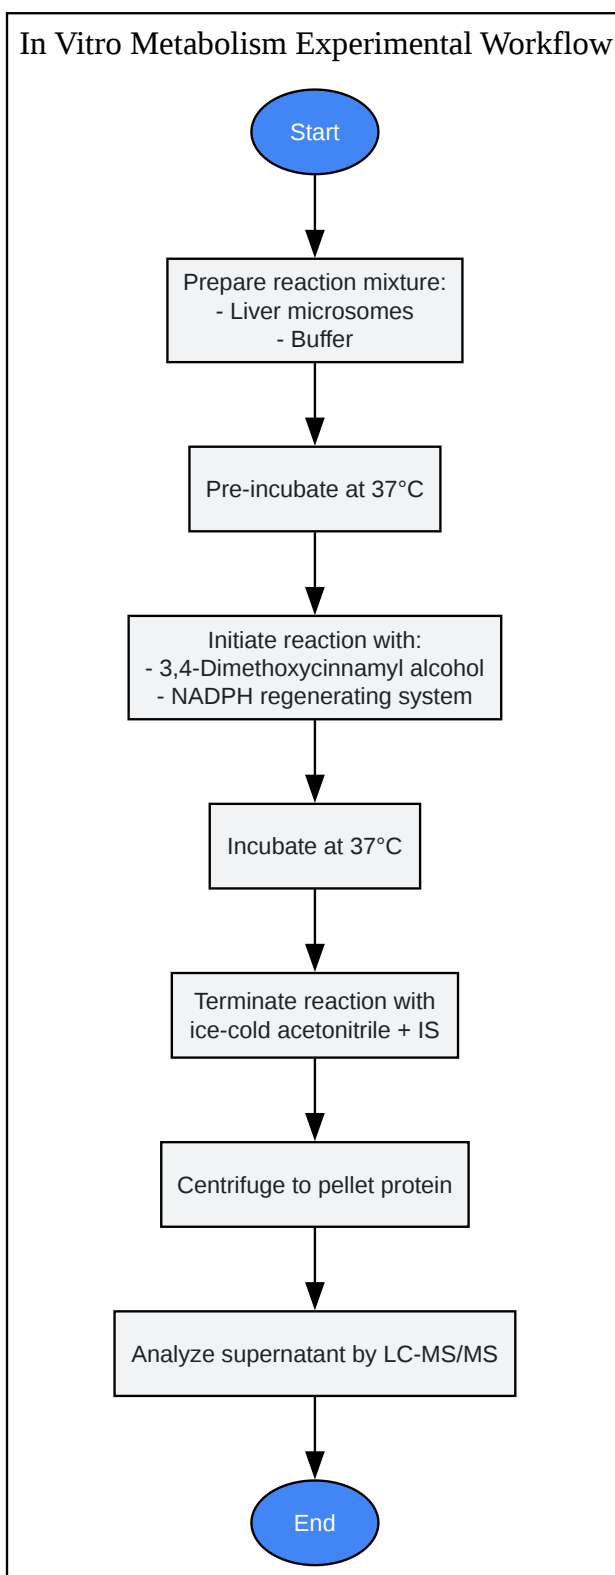 In Vitro Metabolism Experimental Workflow
Start
Prepare reaction mixture:
- Liver microsomes
- Buffer
Pre-incubate at 37°C
Initiate reaction with:
- 3,4-Dimethoxycinnamyl alcohol
- NADPH regenerating system
Incubate at 37°C
Terminate reaction with
ice-cold acetonitrile + IS
Centrifuge to pellet protein
Analyze supernatant by LC-MS/MS
End